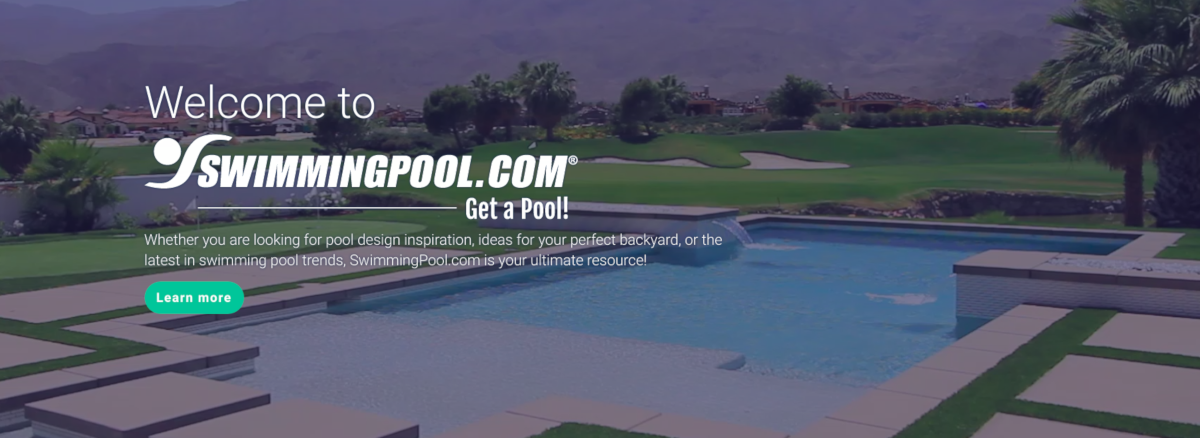 Welcome to
SWIMMINGPOOL.COM®
Get a Pool!
Whether you are looking for pool design inspiration, ideas for your perfect backyard, or the
latest in swimming pool trends, SwimmingPool.com is your ultimate resource!
Learn more